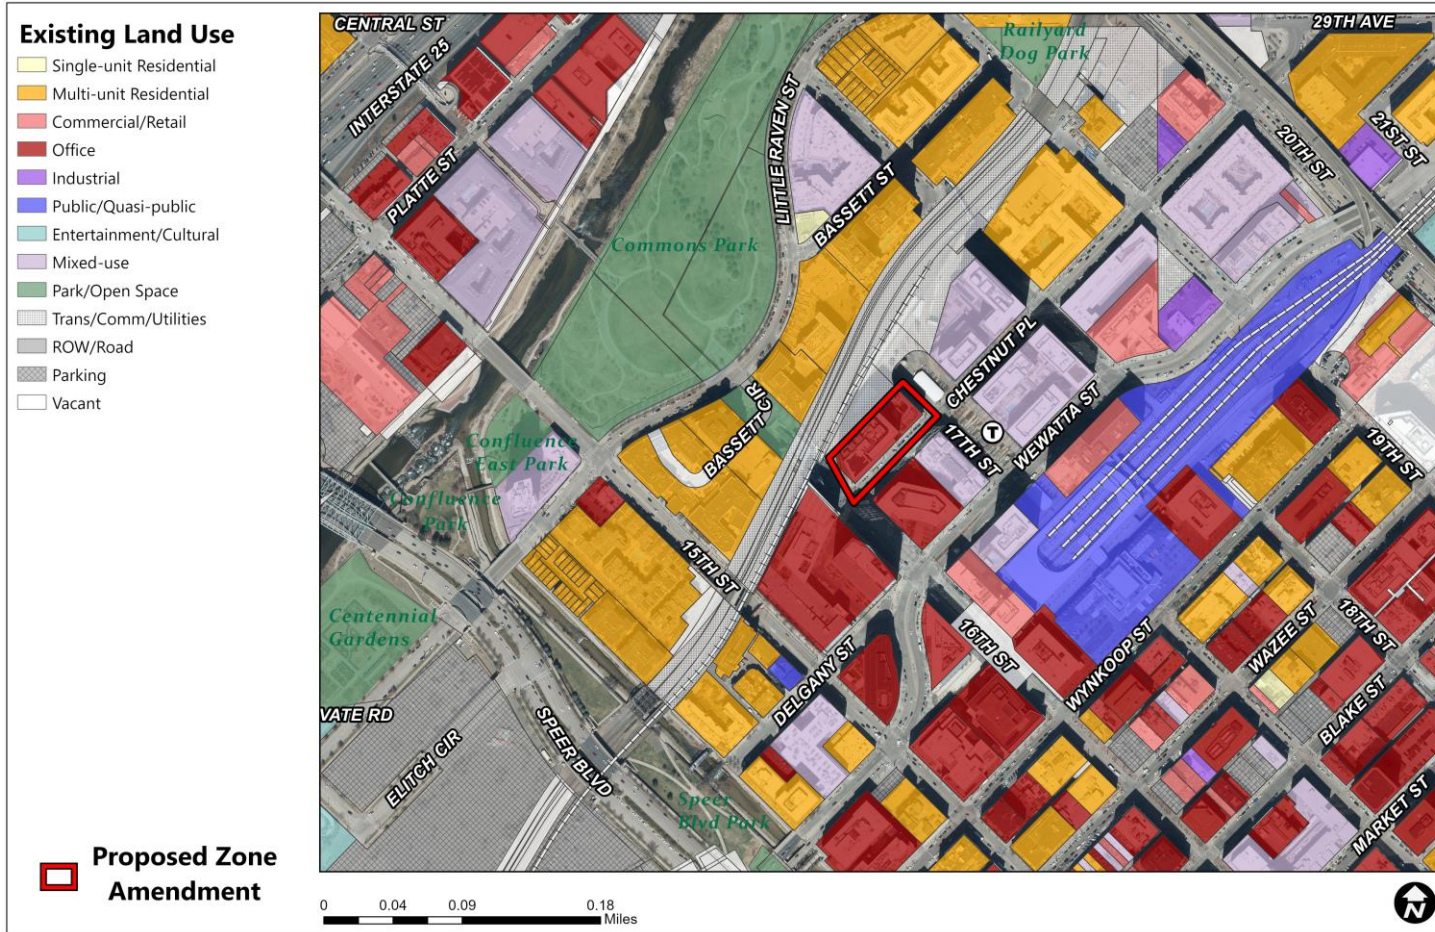 Existing Land Use
Single-unit Residential
Multi-unit Residential
Commercial/Retail
Office
Industrial
Public/Quasi-public
Entertainment/Cultural
Mixed-use
Park/Open Space
Trans/Comm/Utilities
ROW/Road
Parking
Vacant
Proposed Zone
Amendment
CENTRAL ST
INTERSTATE 25
PLATTE ST
LITTLE RAVEN ST
BASSETT ST
Railyard
Dog Park
29TH AVE
20TH ST
21ST ST
Commons Park
CHESTNUT PL
BASSETT CIR
WEWATTA ST
17TH ST
T
19TH ST
Confluence
East Park
Confluence
Park
15TH ST
Centennial
Gardens
16TH ST
DELGANY ST
WYNKOOP ST
WAZEE ST
18TH ST
BLAKE ST
MARKET ST
VATE RD
ELITCH CIR
SPEER BLVD
Speer
Blvd Park
0 0.04 0.09 0.18
Miles
N